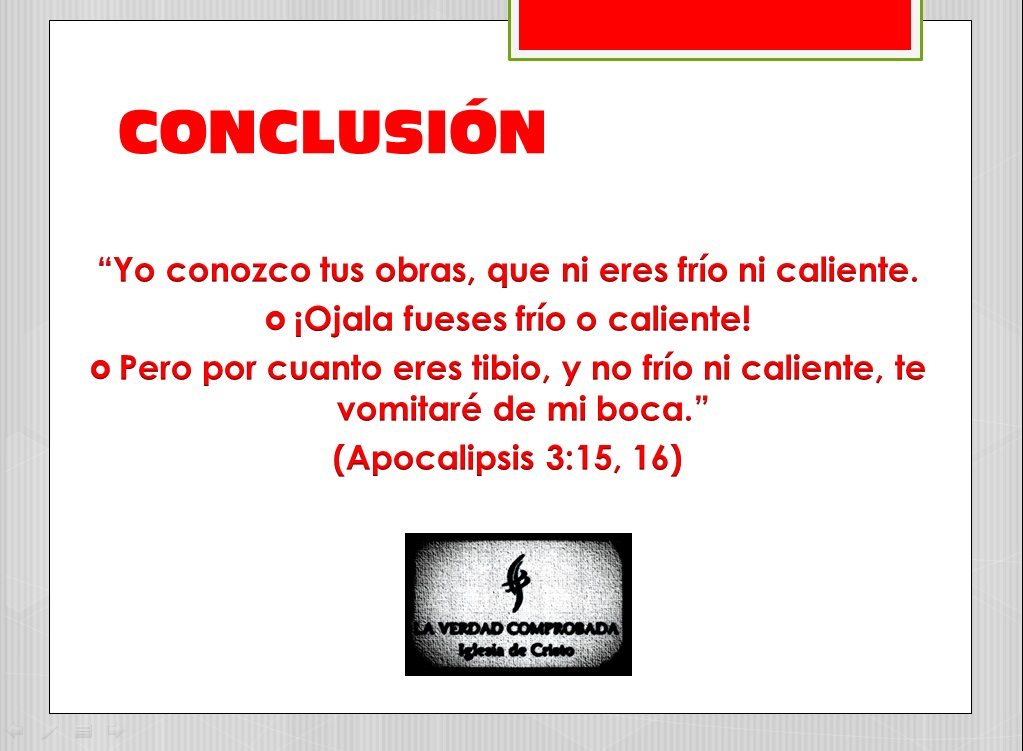 CONCLUSIÓN
“Yo conozco tus obras, que ni eres frío ni caliente.
¡Ojala fueses frío o caliente!
Pero por cuanto eres tibio, y no frío ni caliente, te
vomitaré de mi boca.”
(Apocalipsis 3:15, 16)
LA VERDAD COMPROBADA
Iglesia de Cristo